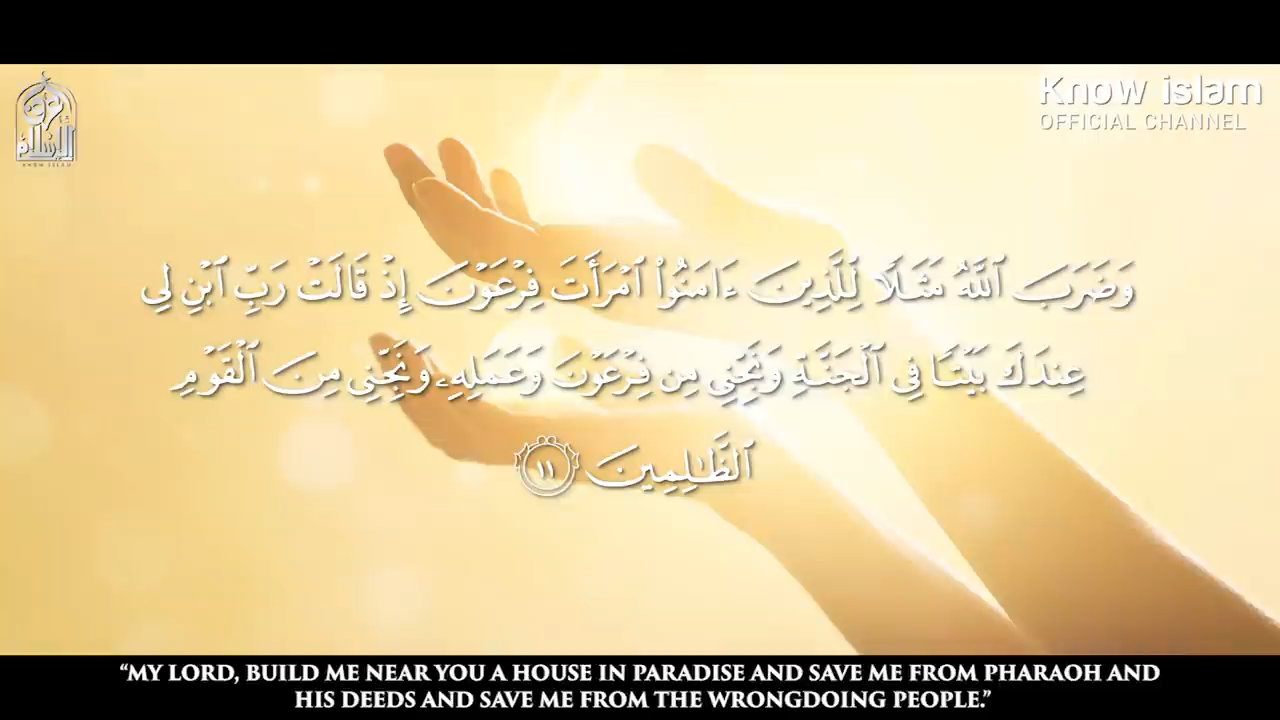 Know islam
OFFICIAL CHANNEL
وَضَرَبَ ٱللَّهُ مَثَلًا لِّلَّذِينَ ءَامَنُوا۟ ٱمْرَأَتَ فِرْعَوْنَ إِذْ قَالَتْ رَبِّ ٱبْنِ لِى
عِندَكَ بَيْتًا فِى ٱلْجَنَّةِ وَنَجِّنِى مِن فِرْعَوْنَ وَعَمَلِهِۦ وَنَجِّنِى مِنَ ٱلْقَوْمِ
ٱلظَّـٰلِمِينَ ١١
“MY LORD, BUILD ME NEAR YOU A HOUSE IN PARADISE AND SAVE ME FROM PHARAOH AND
HIS DEEDS AND SAVE ME FROM THE WRONGDOING PEOPLE.”